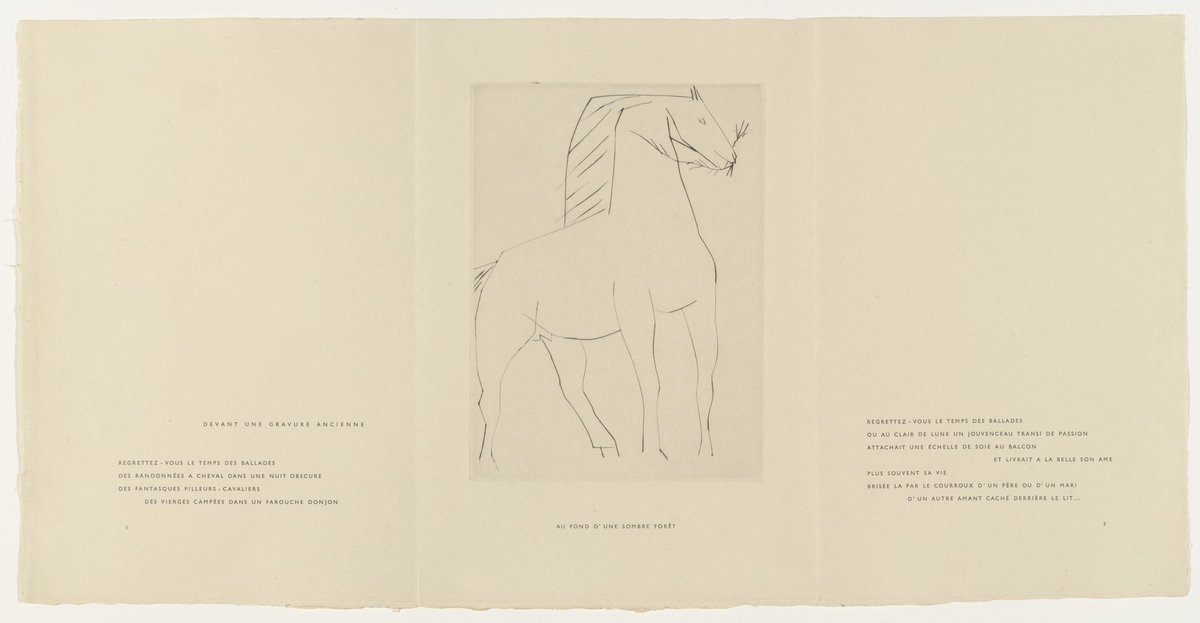 DEVANT UNE GRAVURE ANCIENNE
REGRETTEZ-VOUS LE TEMPS DES BALLADES
DES RANDONNÉES A CHEVAL DANS UNE NUIT OBSCURE
DES FANTASQUES PILLEURS-CAVALIERS
DES VIERGES CAMPÉES DANS UN FAROUCHE DONJON
1
AU FOND D'UNE SOMBRE FORÊT
REGRETTEZ-VOUS LE TEMPS DES BALLADES
OU AU CLAIR DE LUNE UN JOUVENCEAU TRANSI DE PASSION
ATTACHAIT UNE ÉCHELLE DE SOIE AU BALCON
ET LIVRAIT A LA BELLE SON AME
PLUS SOUVENT SA VIE
BRISÉE LA PAR LE COURROUX D'UN PÈRE OU D'UN MARI
D'UN AUTRE AMANT CACHÉ DERRIÈRE LE LIT...
3